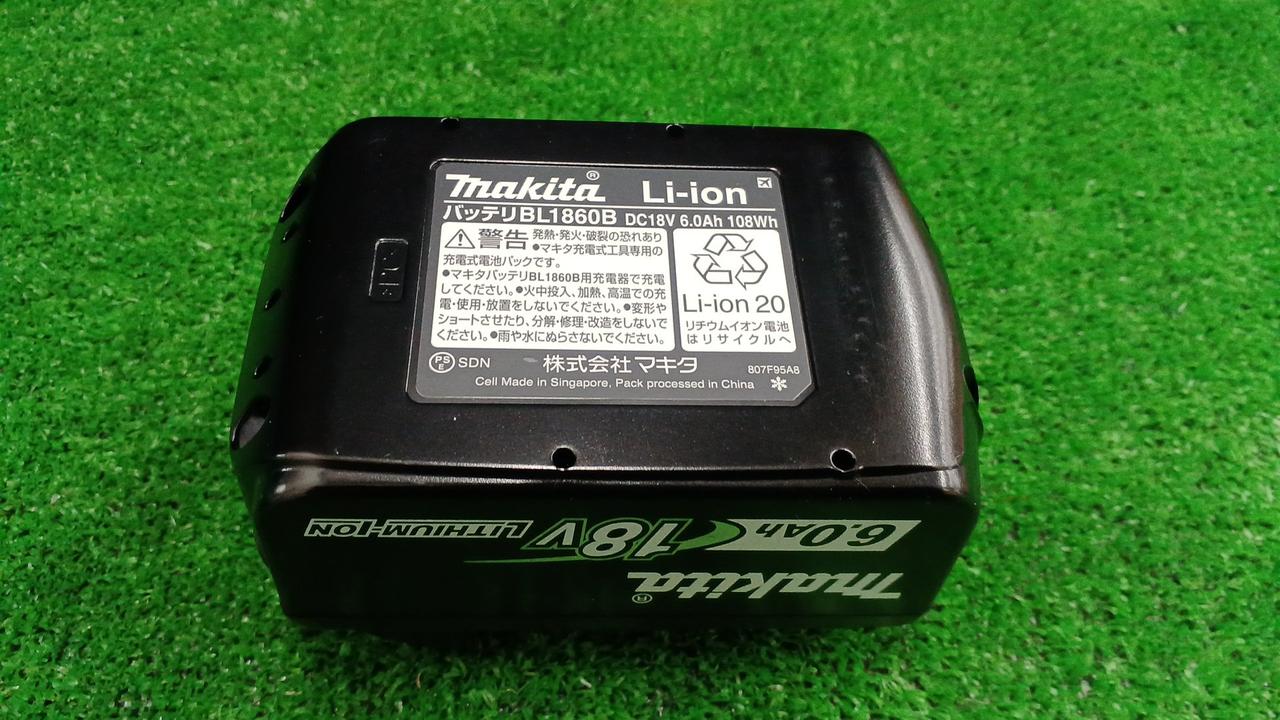 makita® Li-ion
バッテリBL1860B DC18V 6.0Ah 108Wh
警告 発熱・発火・破裂の恐れあり
●マキタ充電式工具専用の
充電式電池パックです。
●マキタバッテリBL1860B用充電器で充電
してください。●火中投入、加熱、高温での充
電・使用・放置をしないでください。●変形や
ショートさせたり、分解・修理・改造をしないで
ください。●雨や水にぬらさないでください。
Li-ion 20
リチウムイオン電池
はリサイクルへ
PS E SDN 株式会社マキタ 807F95A8
Cell Made in Singapore, Pack processed in China
makita®
6.0Ah 18V LITHIUM-ION